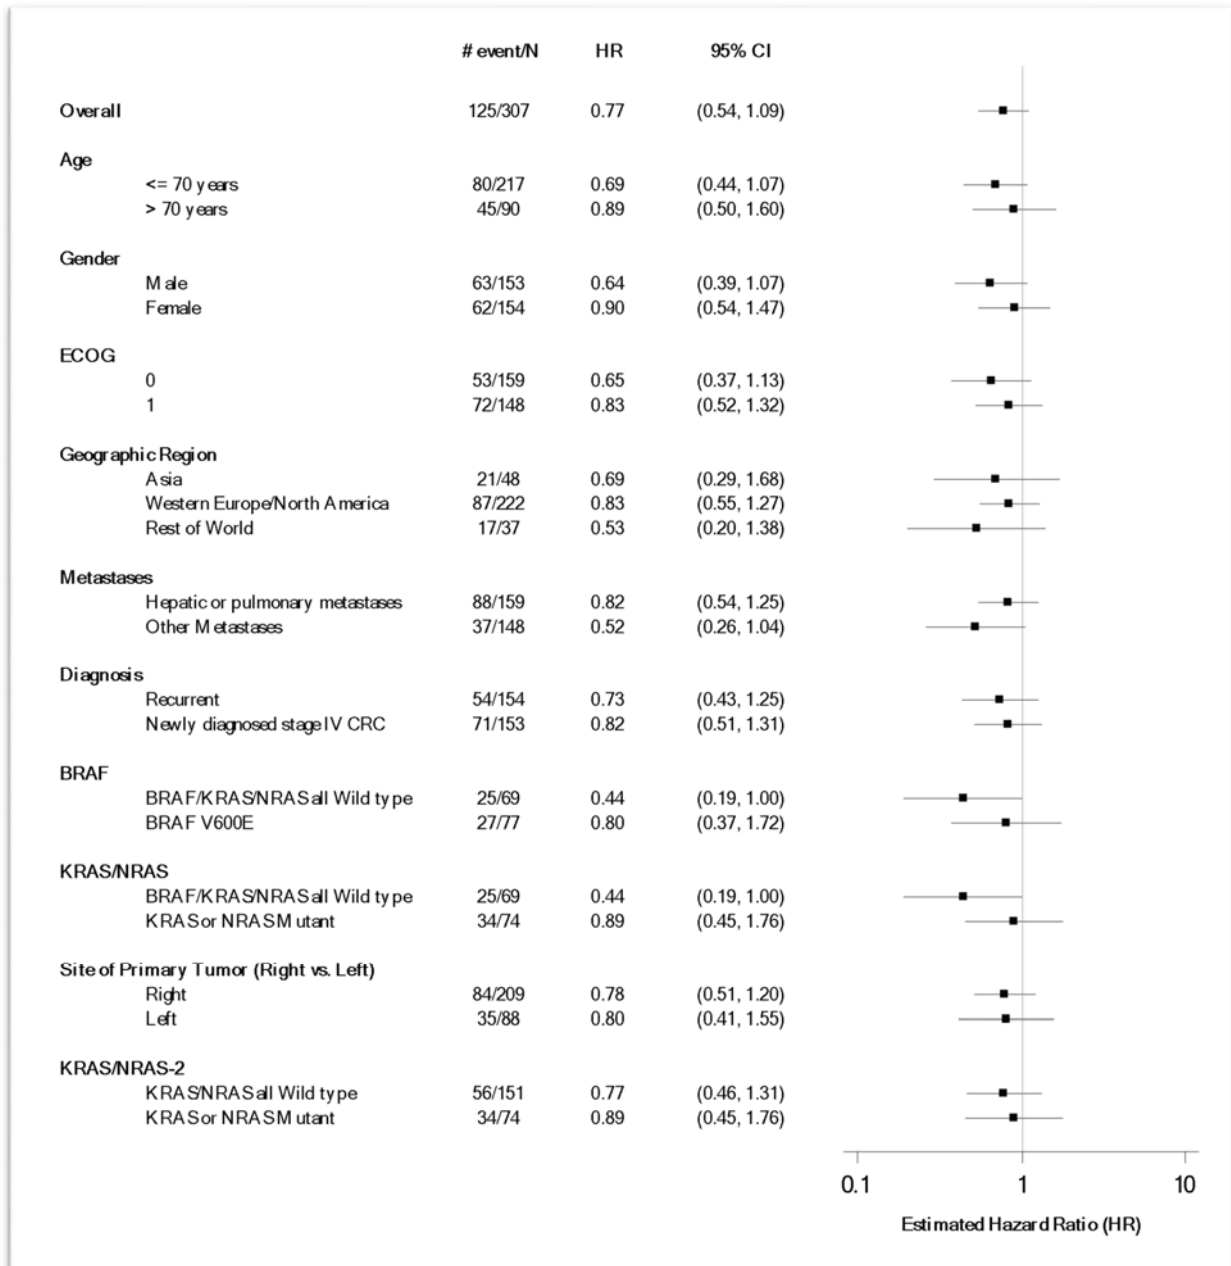 # event/N HR 95% CI
Overall 125/307 0.77 (0.54, 1.09)
Age
<= 70 years 80/217 0.69 (0.44, 1.07)
> 70 years 45/90 0.89 (0.50, 1.60)
Gender
Male 63/153 0.64 (0.39, 1.07)
Female 62/154 0.90 (0.54, 1.47)
ECOG
0 53/159 0.65 (0.37, 1.13)
1 72/148 0.83 (0.52, 1.32)
Geographic Region
Asia 21/48 0.69 (0.29, 1.68)
Western Europe/North America 87/222 0.83 (0.55, 1.27)
Rest of World 17/37 0.53 (0.20, 1.38)
Metastases
Hepatic or pulmonary metastases 88/159 0.82 (0.54, 1.25)
Other Metastases 37/148 0.52 (0.26, 1.04)
Diagnosis
Recurrent 54/154 0.73 (0.43, 1.25)
Newly diagnosed stage IV CRC 71/153 0.82 (0.51, 1.31)
BRAF
BRAF/KRAS/NRAS all Wild type 25/69 0.44 (0.19, 1.00)
BRAF V600E 27/77 0.80 (0.37, 1.72)
KRAS/NRAS
BRAF/KRAS/NRAS all Wild type 25/69 0.44 (0.19, 1.00)
KRAS or NRAS Mutant 34/74 0.89 (0.45, 1.76)
Site of Primary Tumor (Right vs. Left)
Right 84/209 0.78 (0.51, 1.20)
Left 35/88 0.80 (0.41, 1.55)
KRAS/NRAS-2
KRAS/NRAS all Wild type 56/151 0.77 (0.46, 1.31)
KRAS or NRAS Mutant 34/74 0.89 (0.45, 1.76)
0.1 1 10
Estimated Hazard Ratio (HR)